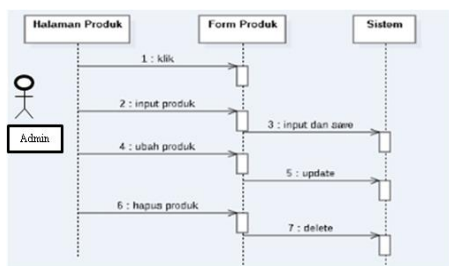 Halaman Produk
Form Produk
Sistem
1 : klik
2 : input produk
3 : input dan save
Admin
4 : ubah produk
5 : update
6 : hapus produk
7 : delete